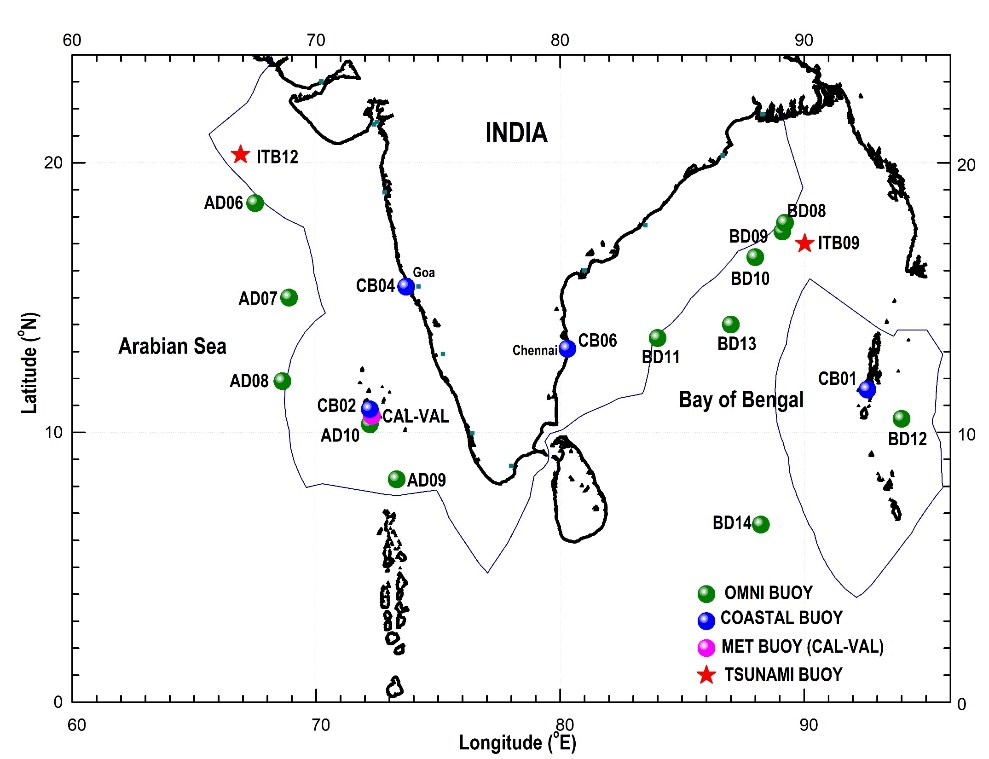 60 70 80 90
INDIA
20 20
ITB12
AD06
BD08
BD09
ITB09
BD10
Goa
CB04
AD07
BD13
CB06
Chennai
BD11
Arabian Sea
Latitude (°N)
AD08
CB01
Bay of Bengal
CB02
CAL-VAL
AD10
10 10
BD12
AD09
BD14
OMNI BUOY
COASTAL BUOY
MET BUOY (CAL-VAL)
TSUNAMI BUOY
0 0
60 70 80 90
Longitude (°E)